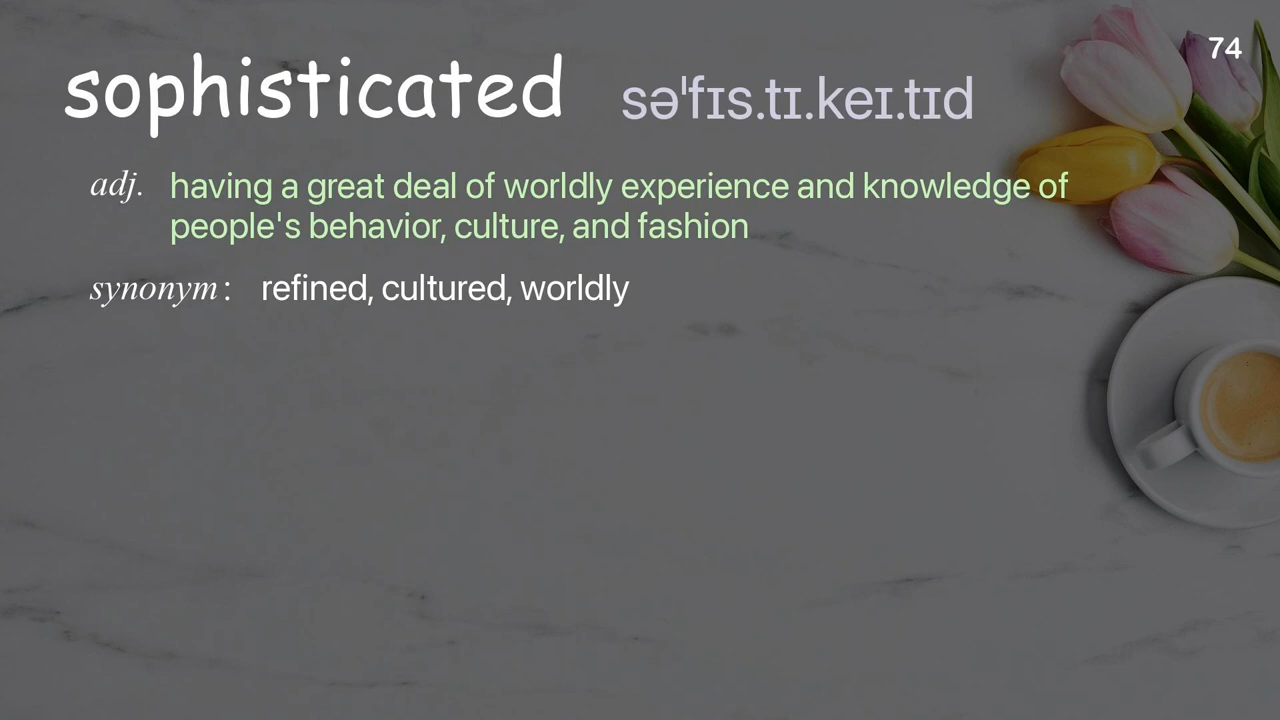 74
sophisticated səˈfɪs.tɪ.keɪ.tɪd
adj. having a great deal of worldly experience and knowledge of
people's behavior, culture, and fashion
synonym: refined, cultured, worldly